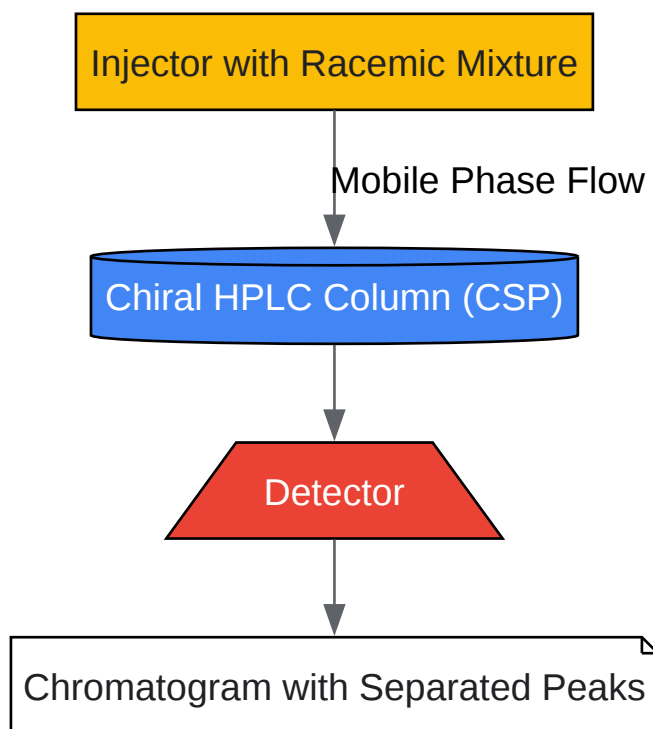 Injector with Racemic Mixture
Mobile Phase Flow
Chiral HPLC Column (CSP)
Detector
Chromatogram with Separated Peaks